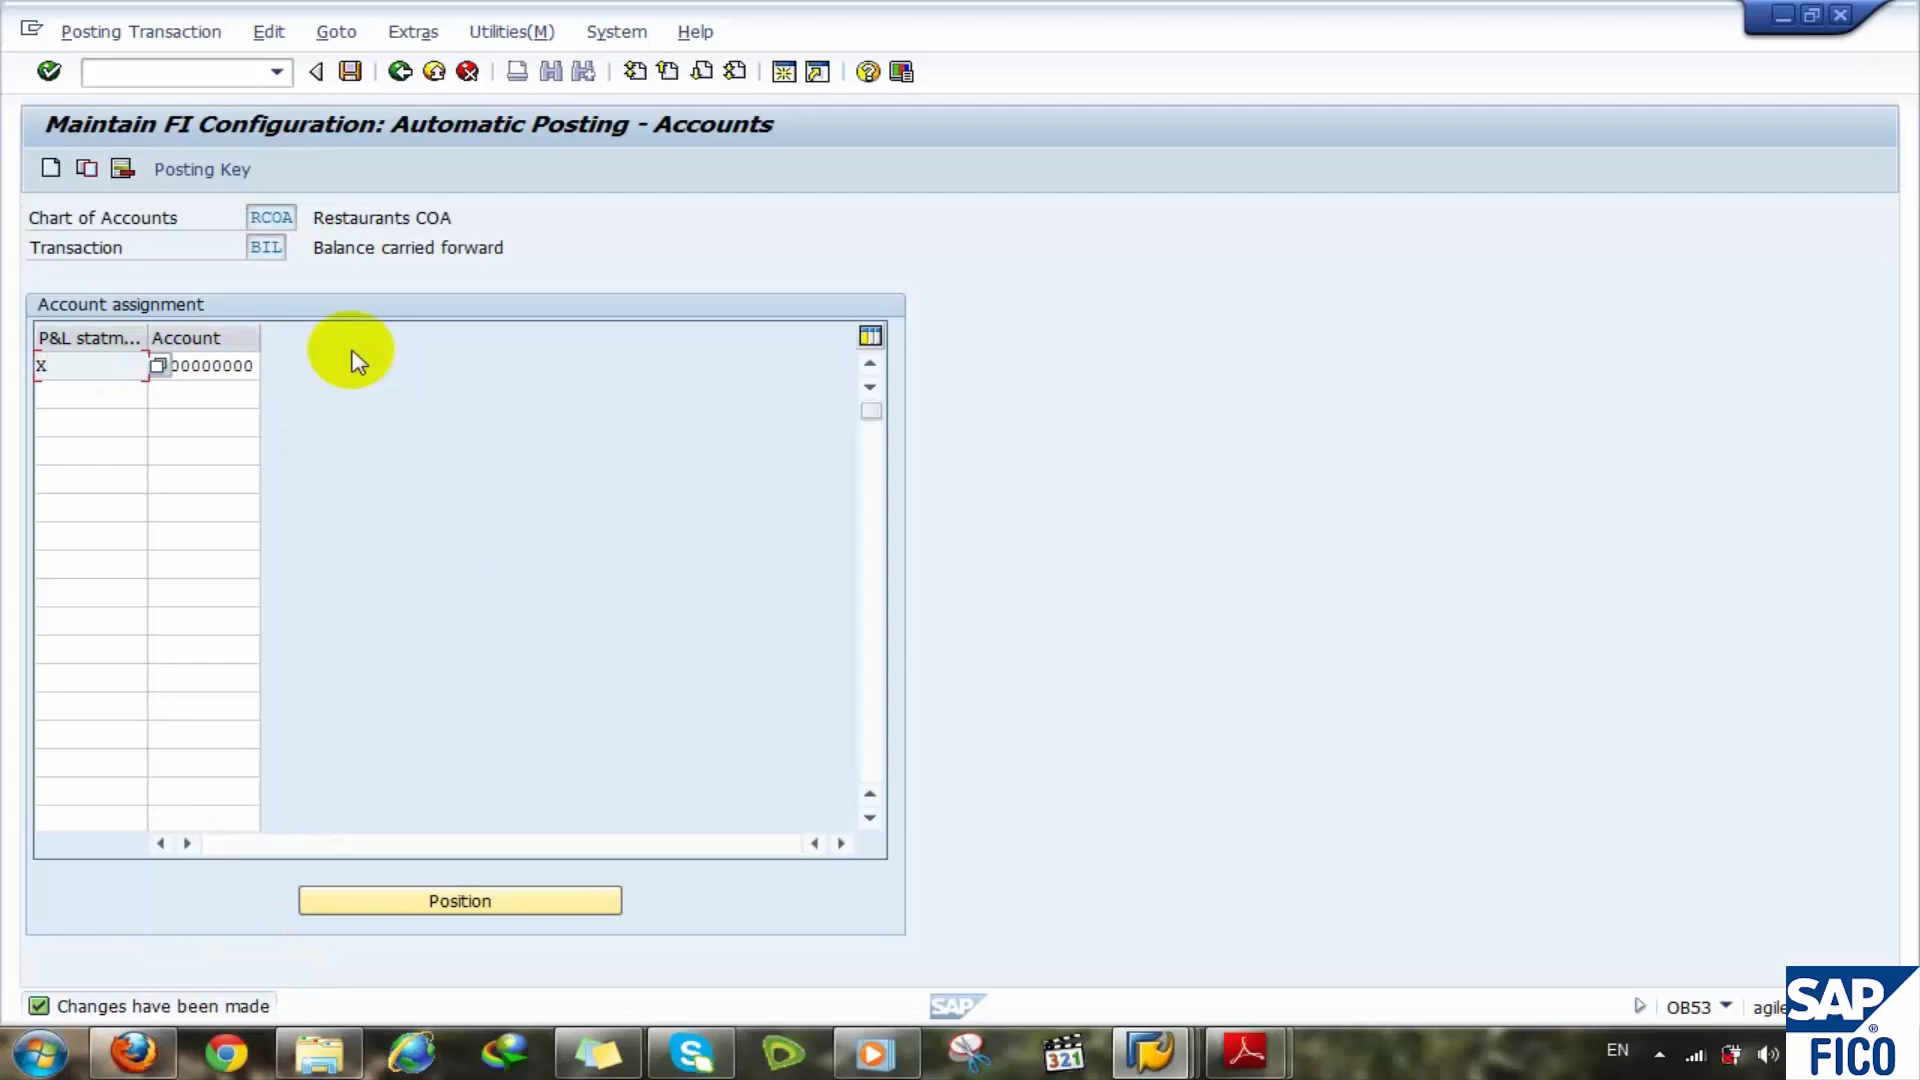 Posting Transaction Edit Goto Extras Utilities(M) System Help
Maintain FI Configuration: Automatic Posting - Accounts
Posting Key
Chart of Accounts RCOA Restaurants COA
Transaction BIL Balance carried forward
Account assignment
P&L statm... Account
X 00000000
Position
Changes have been made
SAP
OB53
SAP
FICO
321
EN